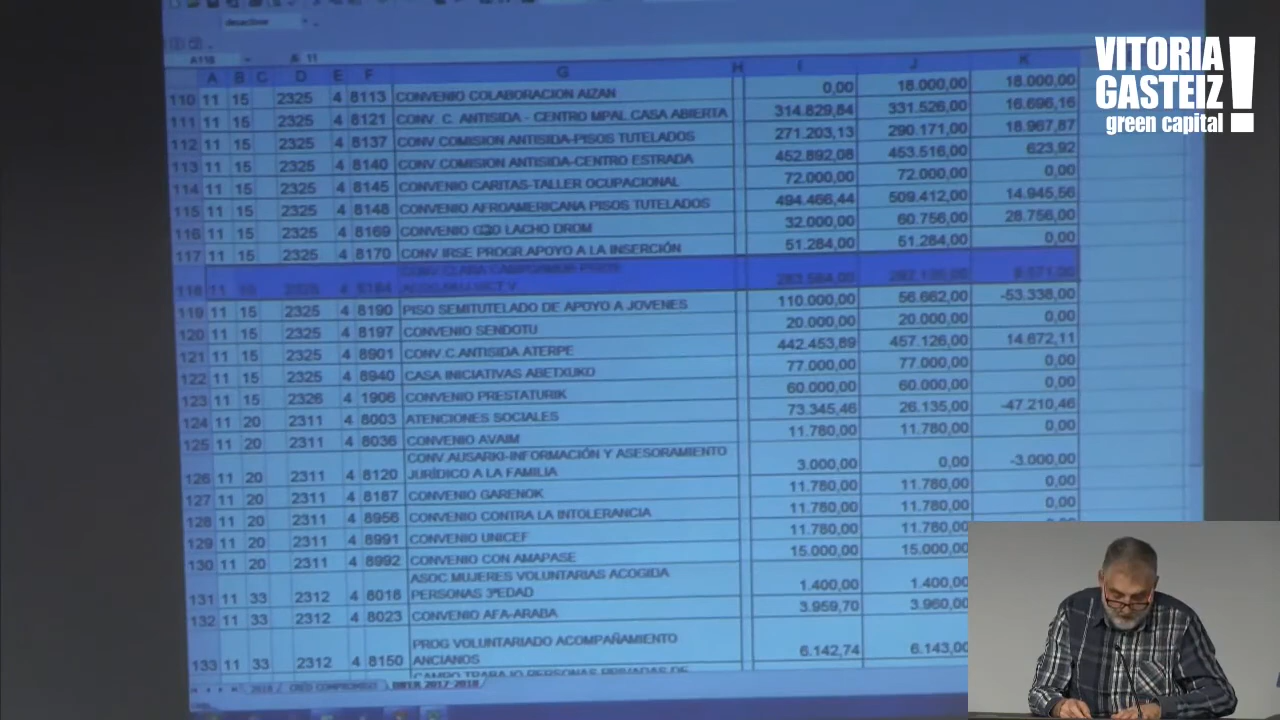 VITORIA
GASTEIZ
green capital
desactivar
A118 11
A B C D E F G H I J K
110 11 15 2325 4 8113 CONVENIO COLABORACION AIZAN 0,00 18.000,00 18.000,00
111 11 15 2325 4 8121 CONV. C. ANTISIDA - CENTRO MPAL CASA ABIERTA 314.829,84 331.526,00 16.696,16
112 11 15 2325 4 8137 CONV.COMISION ANTISIDA-PISOS TUTELADOS 271.203,13 290.171,00 18.967,87
113 11 15 2325 4 8140 CONV.COMISION ANTISIDA-CENTRO ESTRADA 452.892,08 453.516,00 623,92
114 11 15 2325 4 8145 CONVENIO CARITAS-TALLER OCUPACIONAL 72.000,00 72.000,00 0,00
115 11 15 2325 4 8148 CONVENIO AFROAMERICANA PISOS TUTELADOS 494.466,44 509.412,00 14.945,56
116 11 15 2325 4 8169 CONVENIO LACHO DROM 32.000,00 60.756,00 28.756,00
117 11 15 2325 4 8170 CONV IRSE PROGR.APOYO A LA INSERCIÓN 51.284,00 51.284,00 0,00
118 11
119 11 15 2325 4 8190 PISO SEMITUTELADO DE APOYO A JOVENES 110.000,00 56.662,00 -53.338,00
120 11 15 2325 4 8197 CONVENIO SENDOTU 20.000,00 20.000,00 0,00
121 11 15 2325 4 8901 CONV.C.ANTISIDA ATERPE 442.453,89 457.126,00 14.672,11
122 11 15 2325 4 8940 CASA INICIATIVAS ABETXUKO 77.000,00 77.000,00 0,00
123 11 15 2326 4 1906 CONVENIO PRESTATURIK 60.000,00 60.000,00 0,00
124 11 20 2311 4 8003 ATENCIONES SOCIALES 73.345,46 26.135,00 -47.210,46
125 11 20 2311 4 8036 CONVENIO AVAIM 11.780,00 11.780,00 0,00
CONV.AUSARKI-INFORMACIÓN Y ASESORAMIENTO
126 11 20 2311 4 8120 JURÍDICO A LA FAMILIA 3.000,00 0,00 -3.000,00
127 11 20 2311 4 8187 CONVENIO GARENOK 11.780,00 11.780,00 0,00
128 11 20 2311 4 8956 CONVENIO CONTRA LA INTOLERANCIA 11.780,00 11.780,00 0,00
129 11 20 2311 4 8991 CONVENIO UNICEF 11.780,00 11.780,00
130 11 20 2311 4 8992 CONVENIO CON AMAPASE 15.000,00 15.000,00
ASOC.MUJERES VOLUNTARIAS ACOGIDA
131 11 33 2312 4 8018 PERSONAS 3ªEDAD 1.400,00 1.400,00
132 11 33 2312 4 8023 CONVENIO AFA-ARABA 3.959,70 3.960,00
PROG VOLUNTARIADO ACOMPAÑAMIENTO
133 11 33 2312 4 8150 ANCIANOS 6.142,74 6.143,00
CAMPO TRABAJO PERSONAS PRIVADAS DE
2018 CRED COMPROMISO INTER 2017-2018